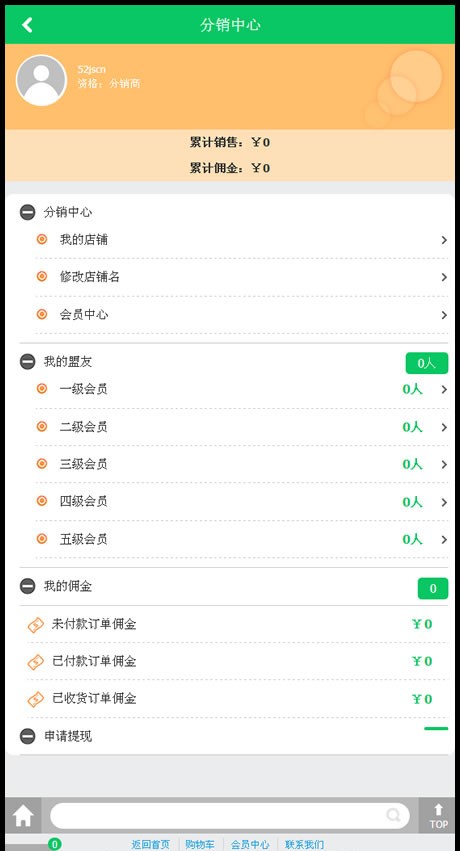 分销中心
52jscn
资格：分销商
累计销售：￥0
累计佣金：￥0
分销中心
我的店铺
修改店铺名
会员中心
我的盟友 0人
一级会员 0人
二级会员 0人
三级会员 0人
四级会员 0人
五级会员 0人
我的佣金 0
未付款订单佣金 ￥0
已付款订单佣金 ￥0
已收货订单佣金 ￥0
申请提现
TOP
0
返回首页 购物车 会员中心 联系我们